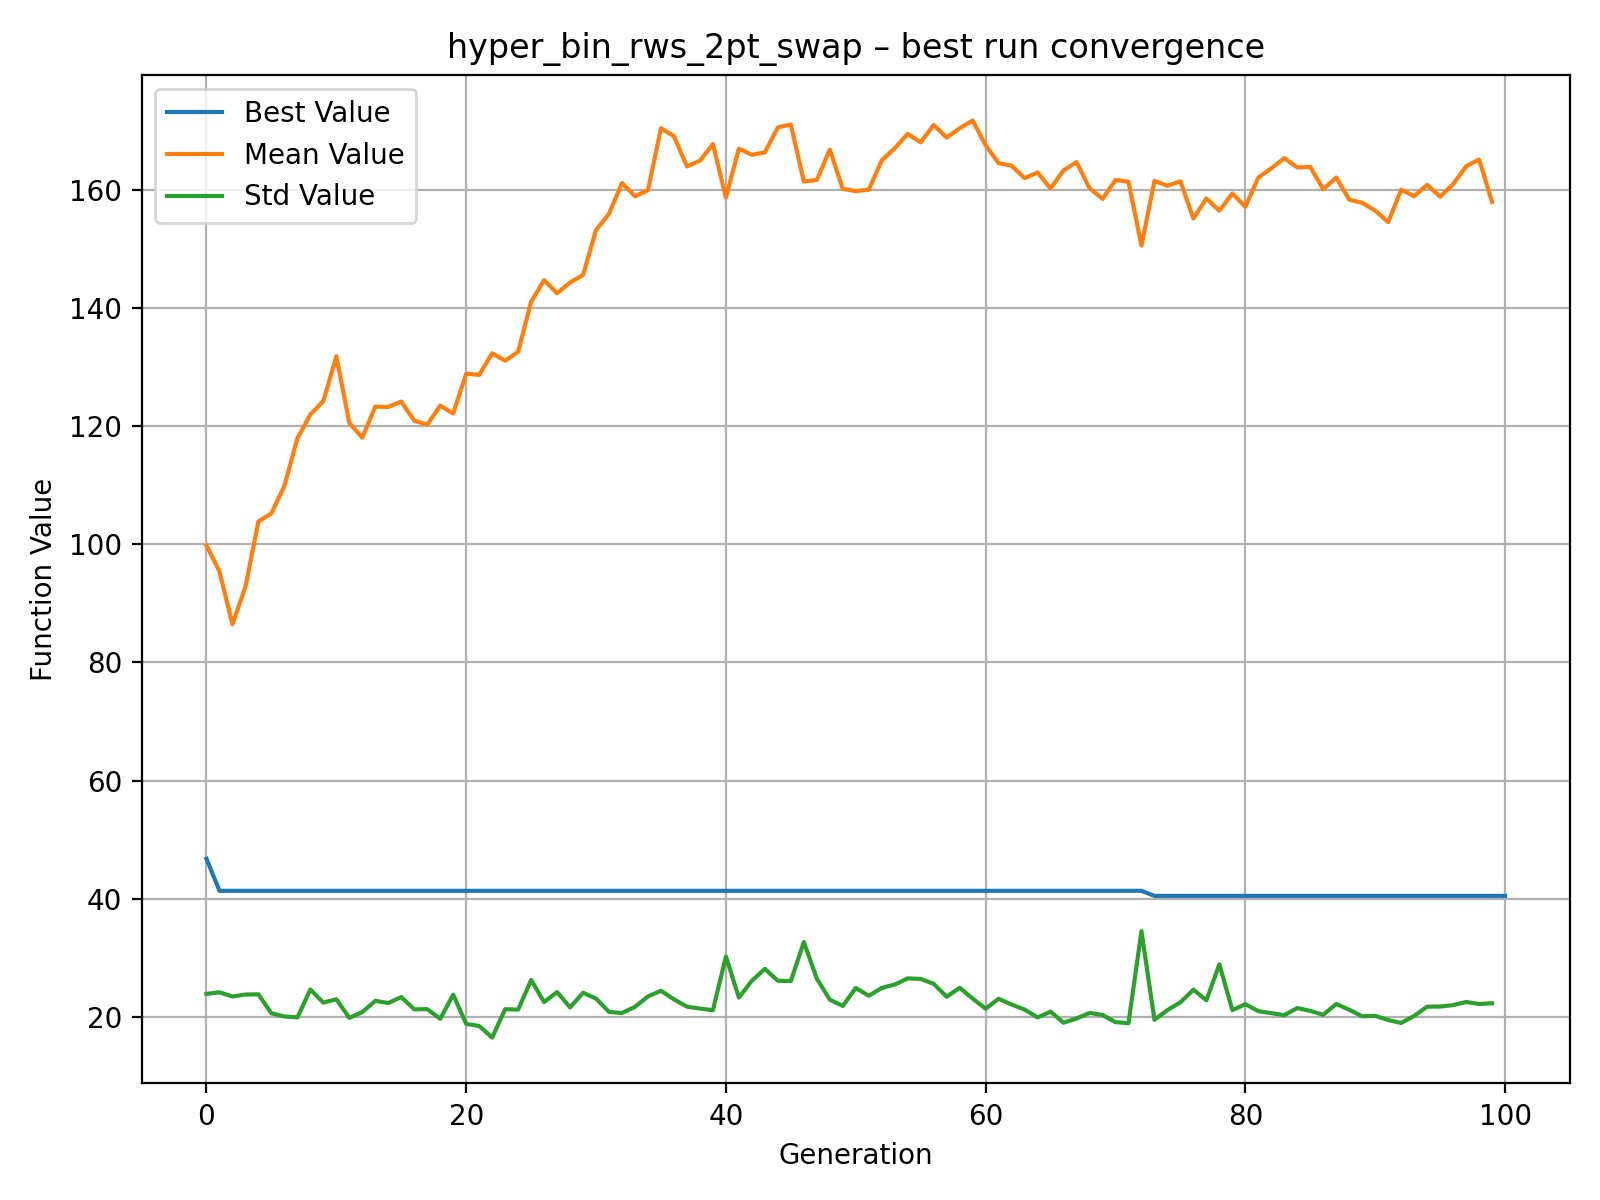 hyper_bin_rws_2pt_swap – best run convergence
Best Value
Mean Value
Std Value
160
140
120
100
80
60
40
20
Function Value
0 20 40 60 80 100
Generation